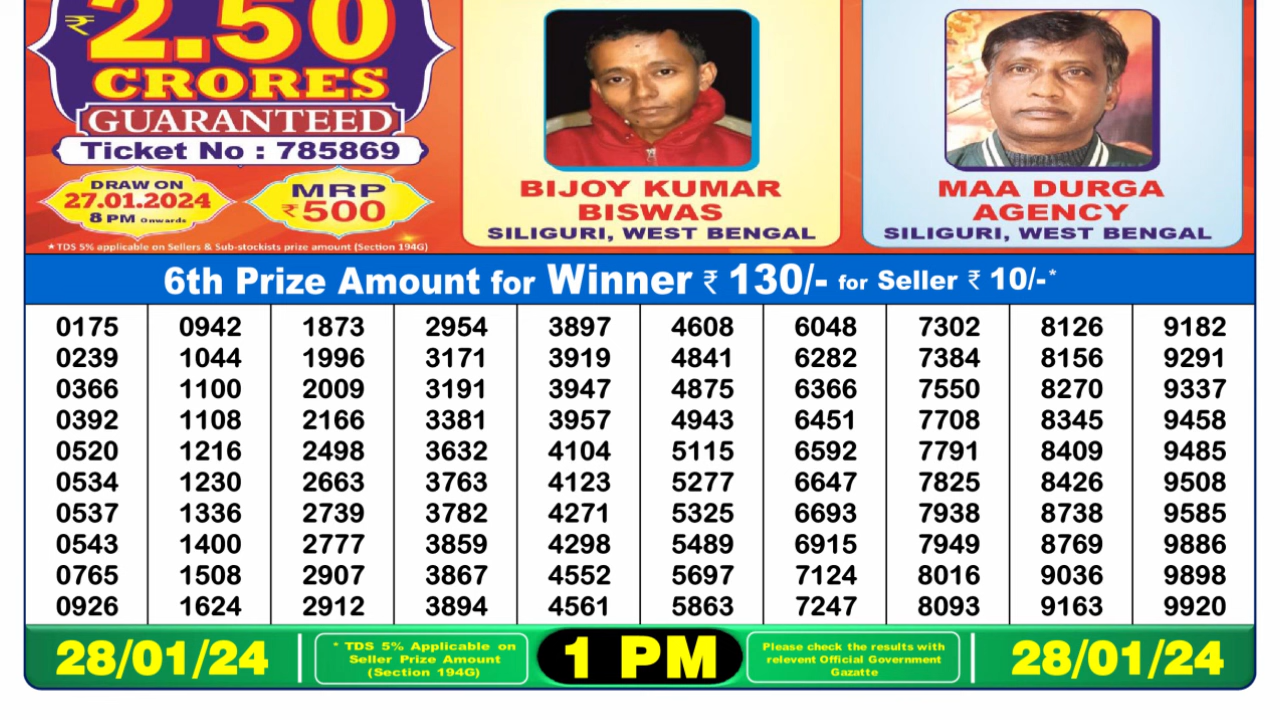 ₹2.50
CRORES
GUARANTEED
Ticket No : 785869
DRAW ON
27.01.2024
8 PM Onwards
MRP
₹500
*TDS 5% applicable on Sellers & Sub-stockists prize amount (Section 194G)
BIJOY KUMAR
BISWAS
SILIGURI, WEST BENGAL
MAA DURGA
AGENCY
SILIGURI, WEST BENGAL
6th Prize Amount for Winner ₹ 130/- for Seller ₹ 10/-*
0175 0942 1873 2954 3897 4608 6048 7302 8126 9182
0239 1044 1996 3171 3919 4841 6282 7384 8156 9291
0366 1100 2009 3191 3947 4875 6366 7550 8270 9337
0392 1108 2166 3381 3957 4943 6451 7708 8345 9458
0520 1216 2498 3632 4104 5115 6592 7791 8409 9485
0534 1230 2663 3763 4123 5277 6647 7825 8426 9508
0537 1336 2739 3782 4271 5325 6693 7938 8738 9585
0543 1400 2777 3859 4298 5489 6915 7949 8769 9886
0765 1508 2907 3867 4552 5697 7124 8016 9036 9898
0926 1624 2912 3894 4561 5863 7247 8093 9163 9920
28/01/24
* TDS 5% Applicable on
Seller Prize Amount
(Section 194G)
1 PM
Please check the results with
relevent Official Government
Gazatte
28/01/24